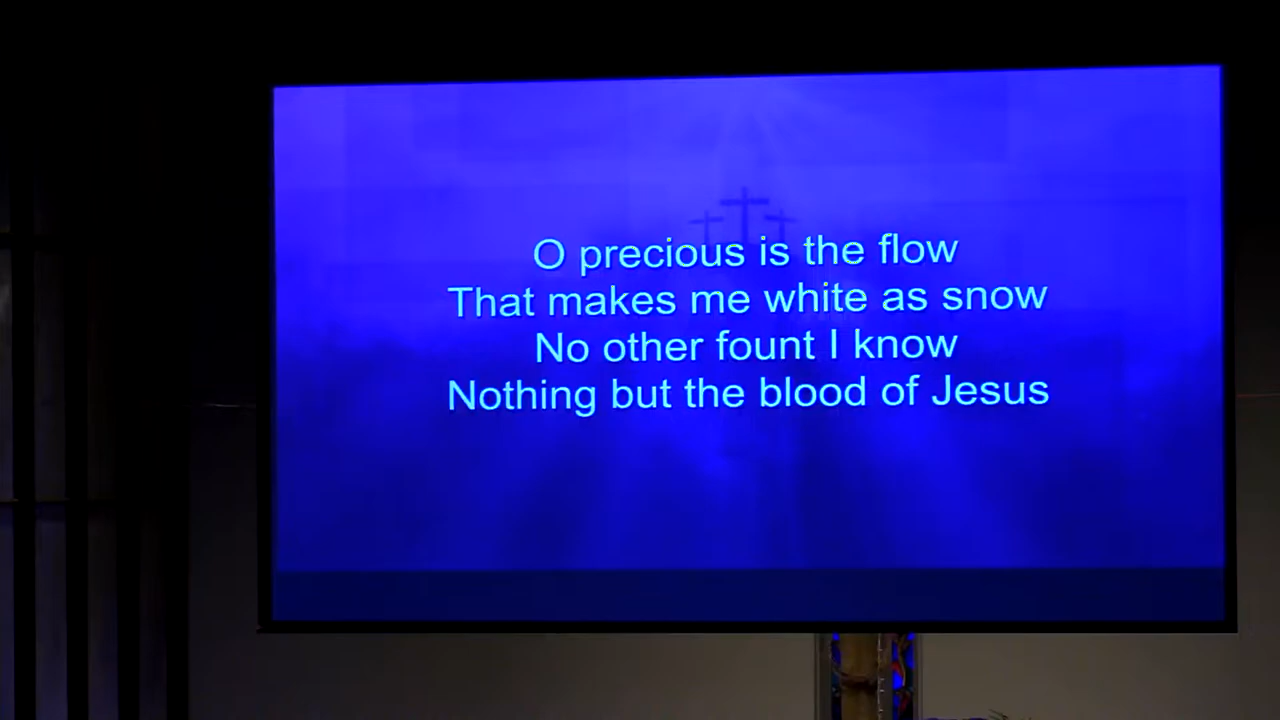 O precious is the flow
That makes me white as snow
No other fount I know
Nothing but the blood of Jesus